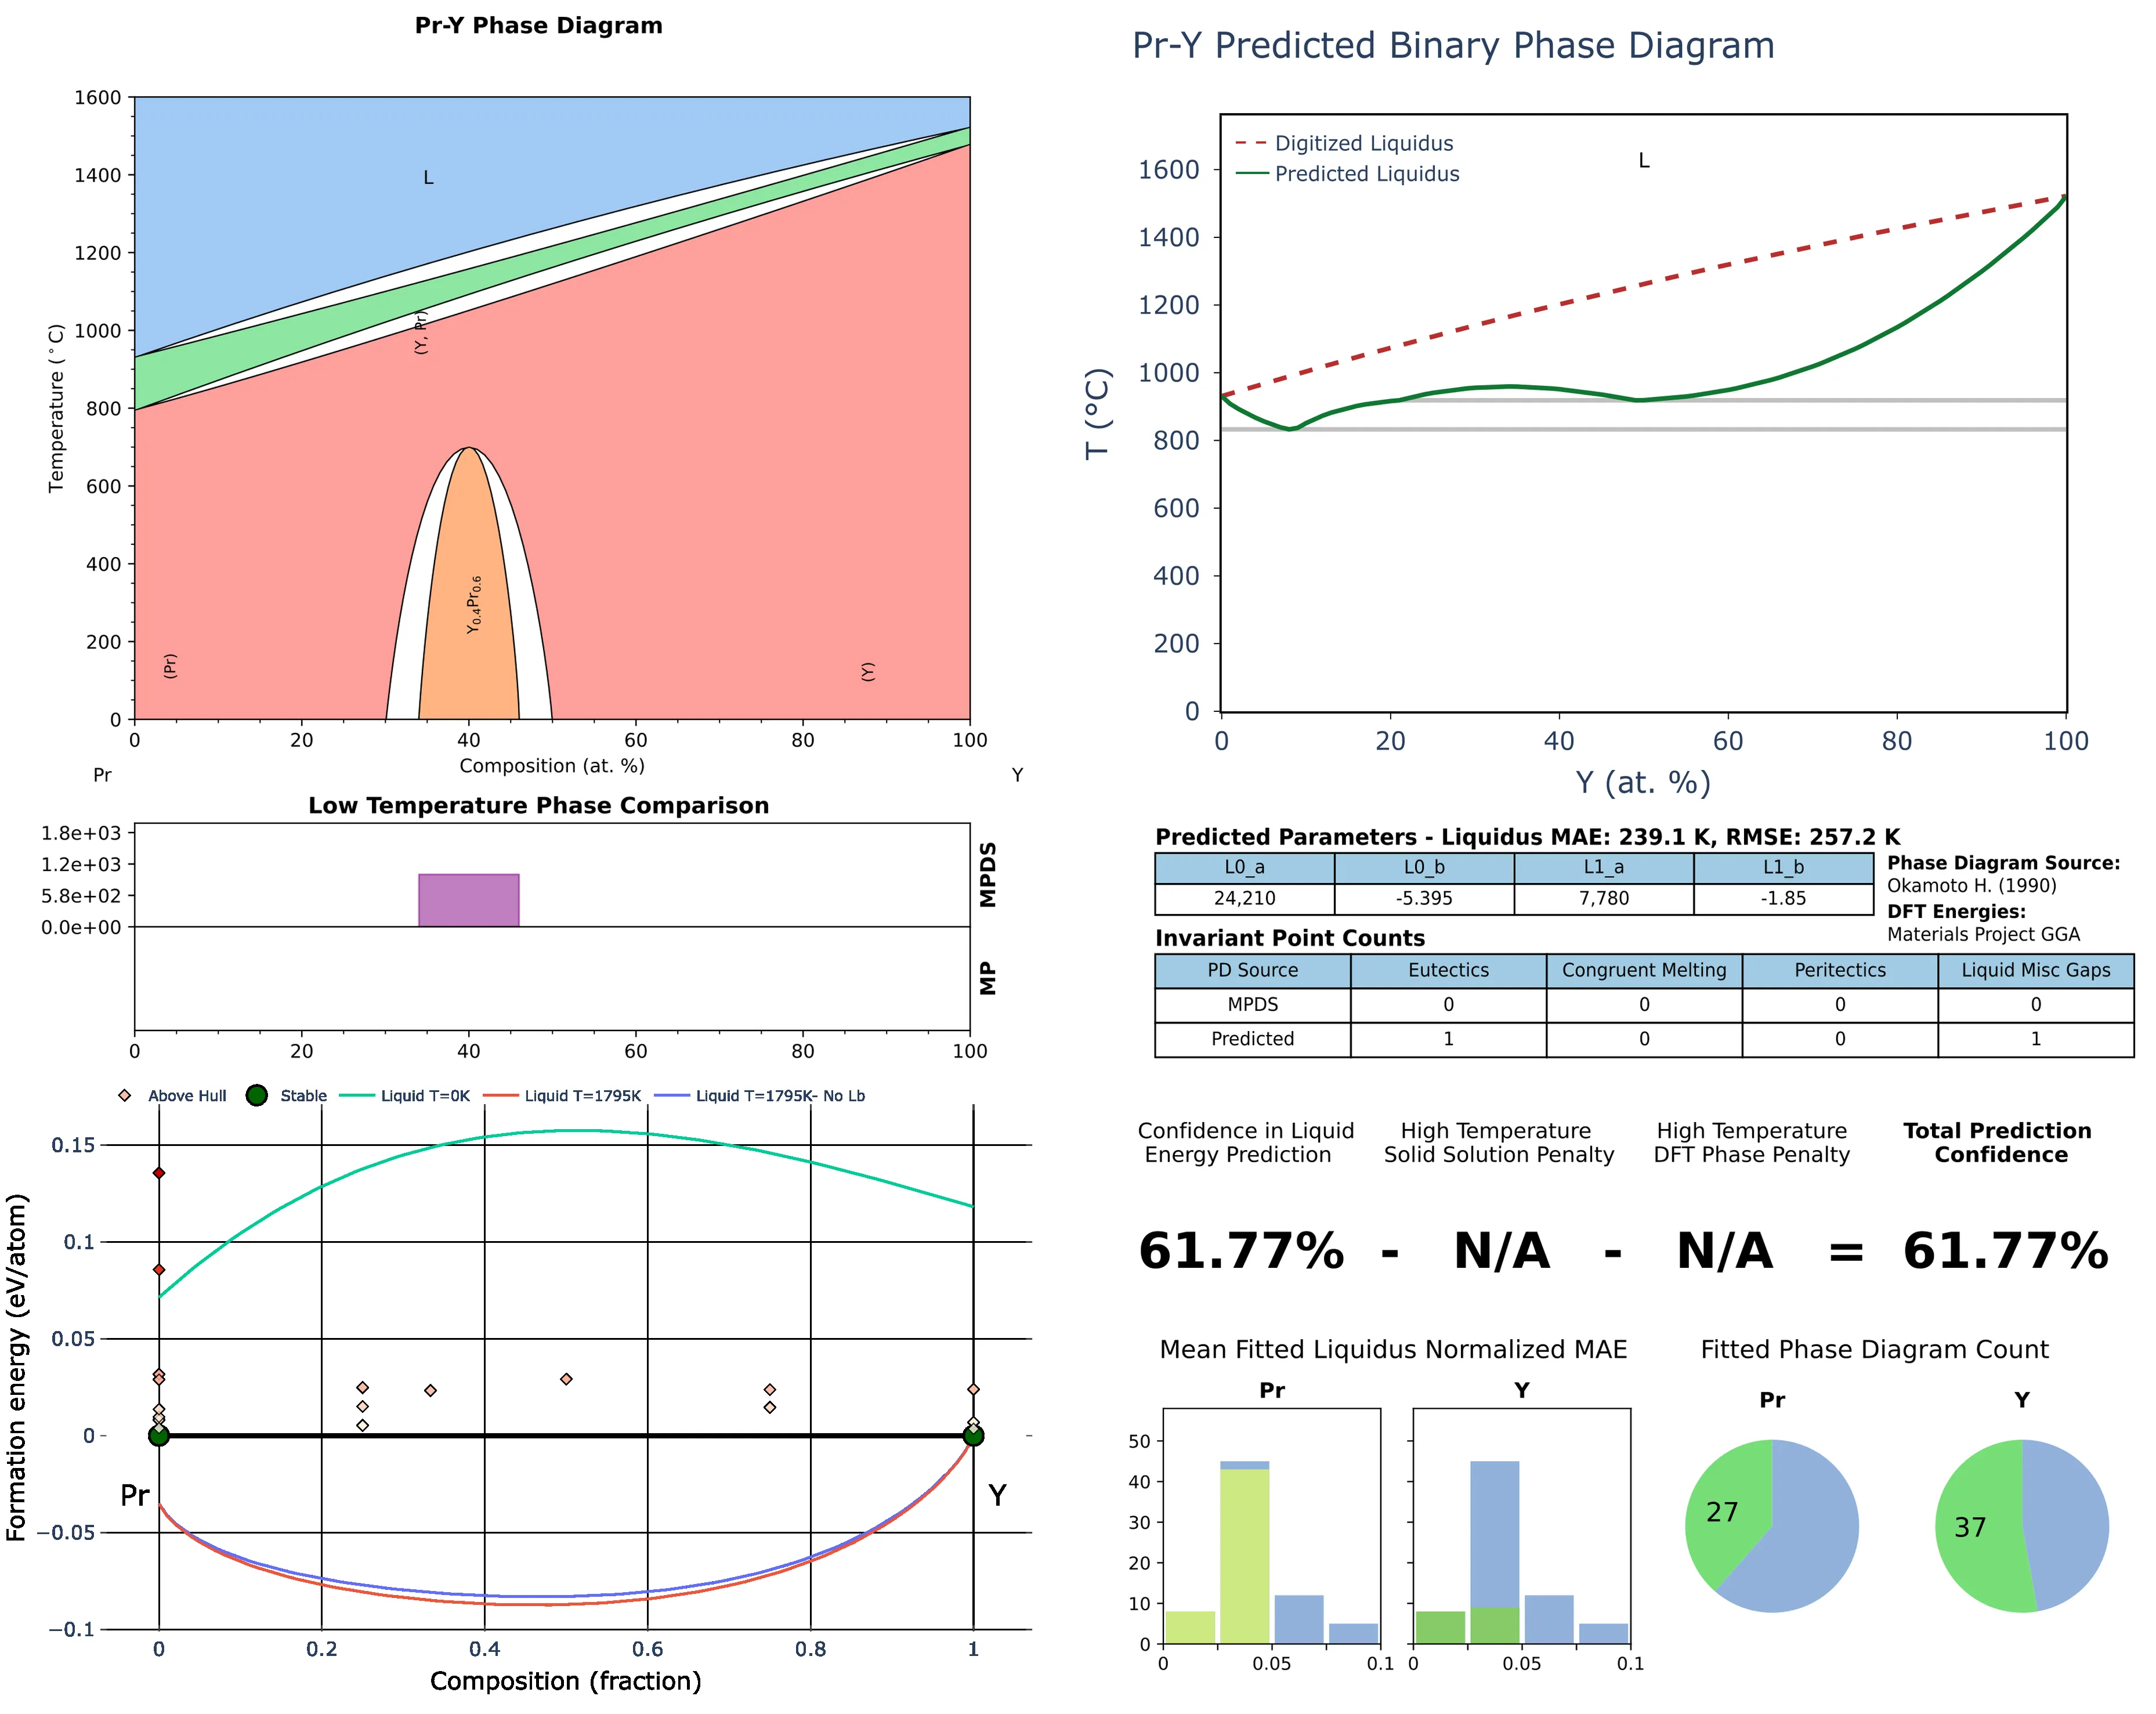 Pr-Y Phase Diagram
1600
1400
1200
1000
800
600
400
200
0
Temperature (°C)
L
(Y, Pr)
Y0.4Pr0.6
(Pr)
(Y)
0 20 40 60 80 100
Composition (at. %)
Pr Y
Low Temperature Phase Comparison
1.8e+03
1.2e+03
5.8e+02
0.0e+00
MPDS
MP
0 20 40 60 80 100
Above Hull Stable Liquid T=0K Liquid T=1795K Liquid T=1795K- No Lb
0.15
0.1
0.05
0
−0.05
−0.1
Formation energy (eV/atom)
Pr Y
0 0.2 0.4 0.6 0.8 1
Composition (fraction)
Pr-Y Predicted Binary Phase Diagram
Digitized Liquidus
Predicted Liquidus
L
1600
1400
1200
1000
800
600
400
200
0
T (°C)
0 20 40 60 80 100
Y (at. %)
Predicted Parameters - Liquidus MAE: 239.1 K, RMSE: 257.2 K
L0_a L0_b L1_a L1_b
24,210 -5.395 7,780 -1.85
Phase Diagram Source:
Okamoto H. (1990)
DFT Energies:
Materials Project GGA
Invariant Point Counts
PD Source Eutectics Congruent Melting Peritectics Liquid Misc Gaps
MPDS 0 0 0 0
Predicted 1 0 0 1
Confidence in Liquid
Energy Prediction
High Temperature
Solid Solution Penalty
High Temperature
DFT Phase Penalty
Total Prediction
Confidence
61.77% - N/A - N/A = 61.77%
Mean Fitted Liquidus Normalized MAE
Pr Y
50
40
30
20
10
0
0 0.05 0.1
0 0.05 0.1
Fitted Phase Diagram Count
Pr Y
27 37